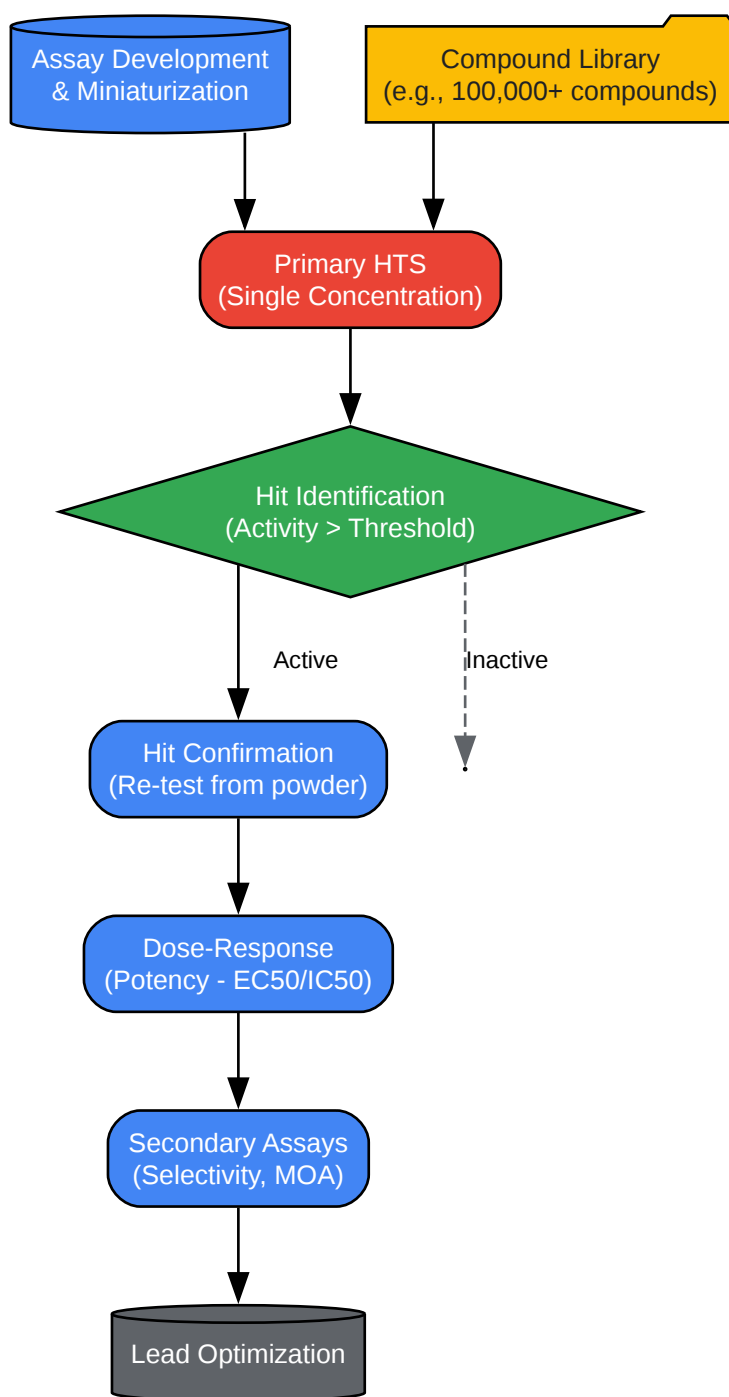 Assay Development
& Miniaturization
Compound Library
(e.g., 100,000+ compounds)
Primary HTS
(Single Concentration)
Hit Identification
(Activity > Threshold)
Active
Inactive
Hit Confirmation
(Re-test from powder)
Dose-Response
(Potency - EC50/IC50)
Secondary Assays
(Selectivity, MOA)
Lead Optimization